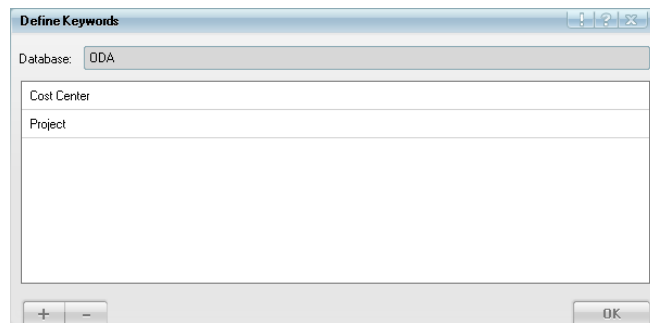 Define Keywords ! ? X
Database: ODA
Cost Center
Project
+ - OK